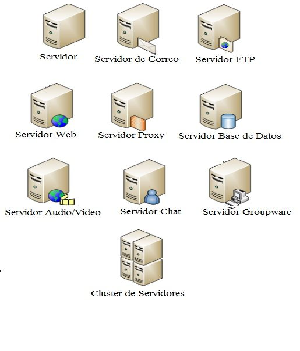 Servidor
Servidor de Correo
Servidor FTP
Servidor Web
Servidor Proxy
Servidor Base de Datos
Servidor Audio/Video
Servidor Chat
Servidor Groupware
Cluster de Servidores